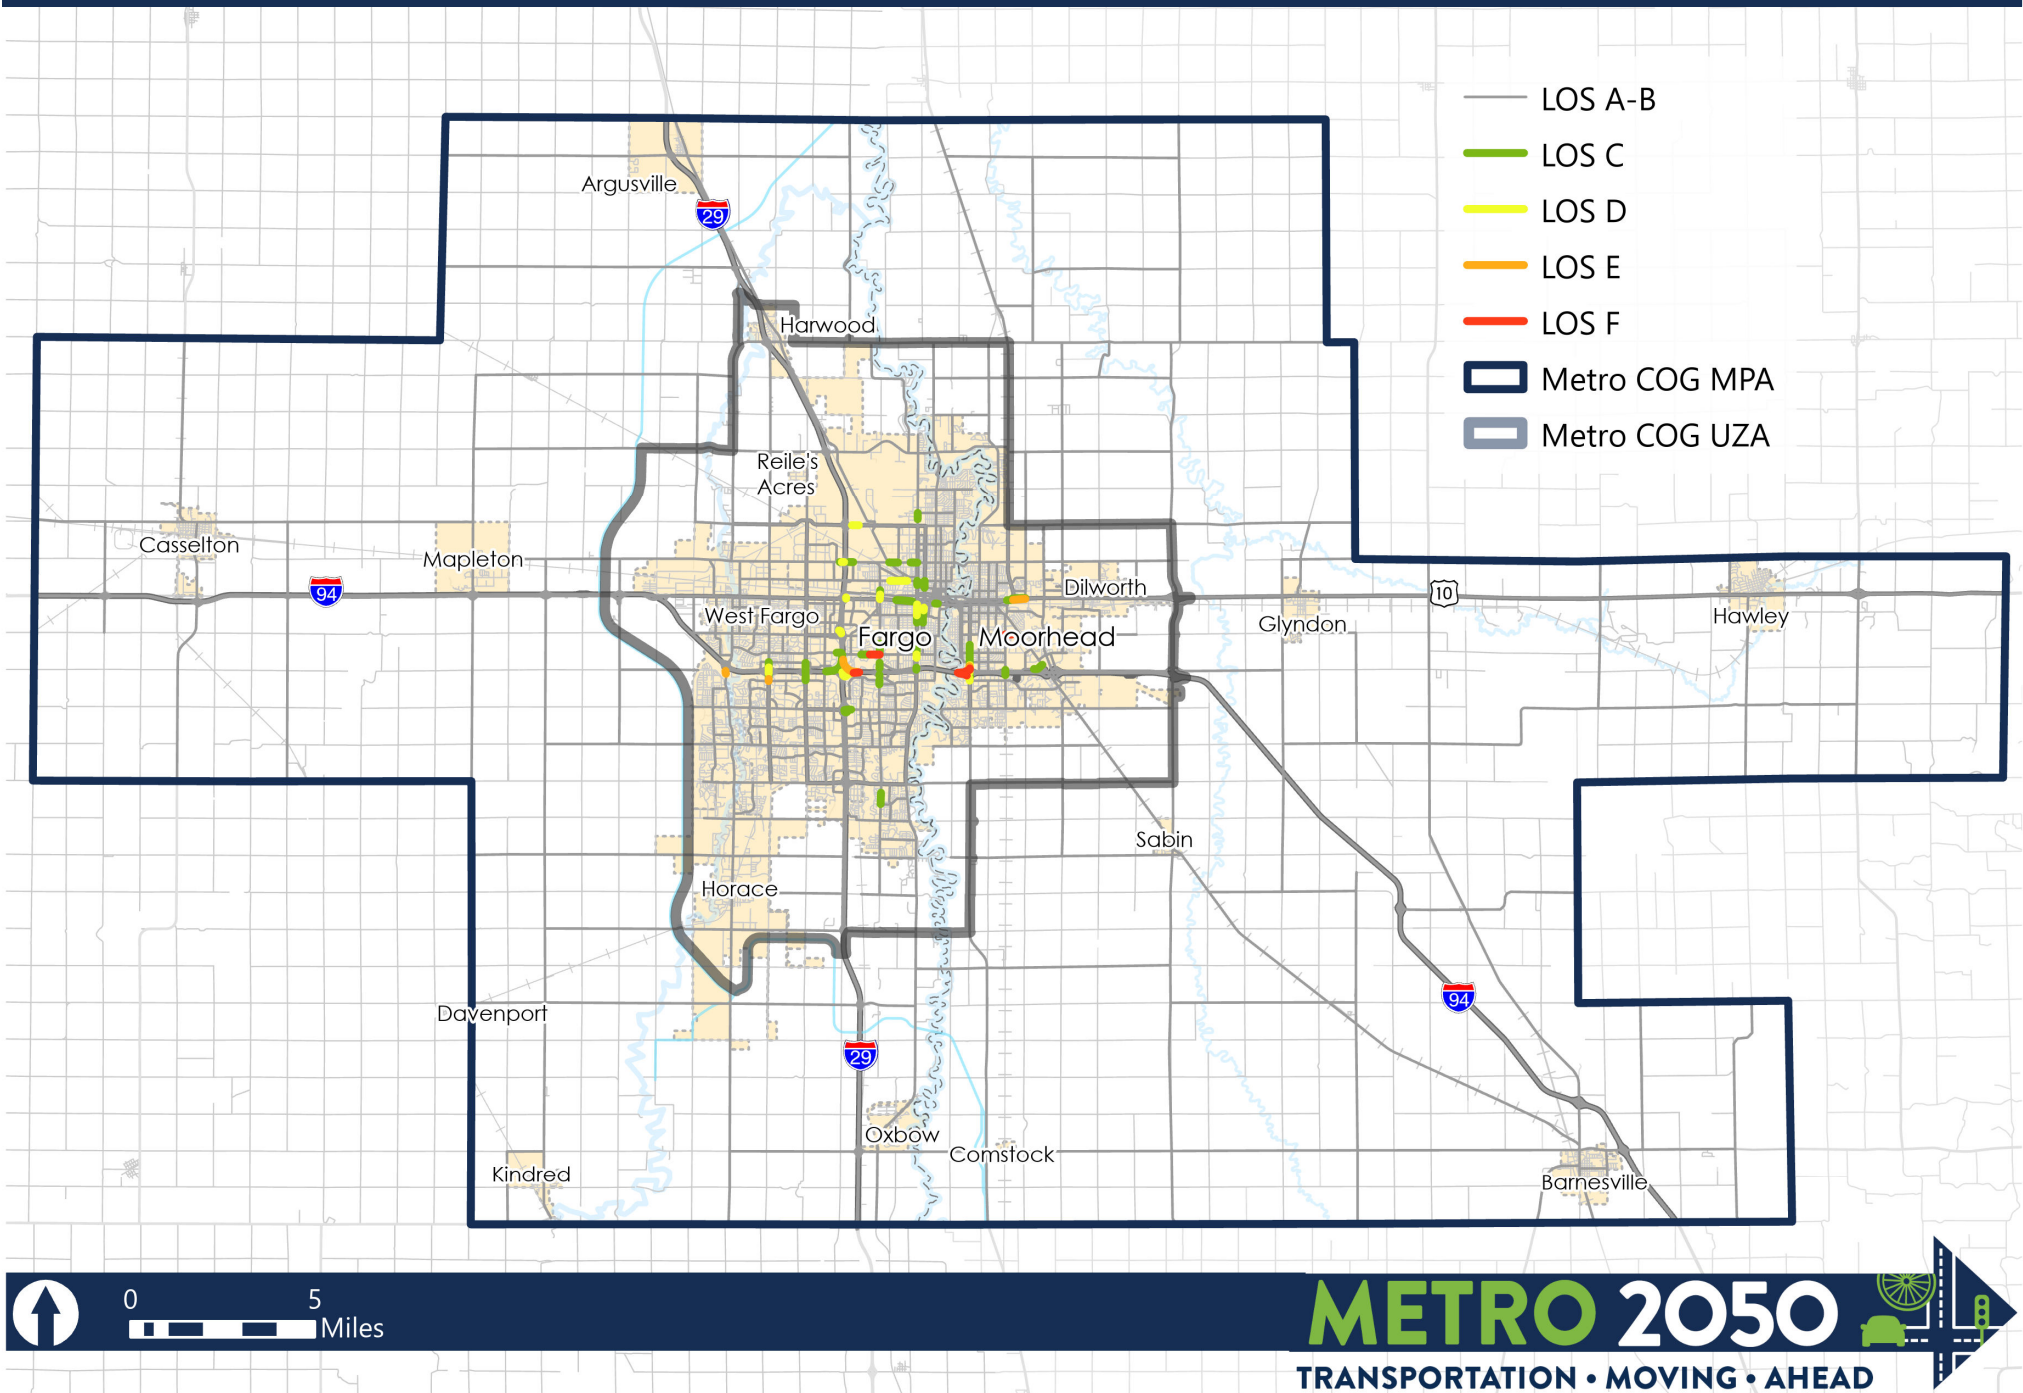 LOS A-B
LOS C
LOS D
LOS E
LOS F
Metro COG MPA
Metro COG UZA
Argusville
29
Harwood
Reile's
Acres
Casselton
Mapleton
94
West Fargo
Fargo
Moorhead
Dilworth
Glyndon
10
Hawley
Sabin
Horace
Davenport
94
29
Oxbow
Comstock
Kindred
Barnesville
0 5
Miles
METRO 2050
TRANSPORTATION • MOVING • AHEAD